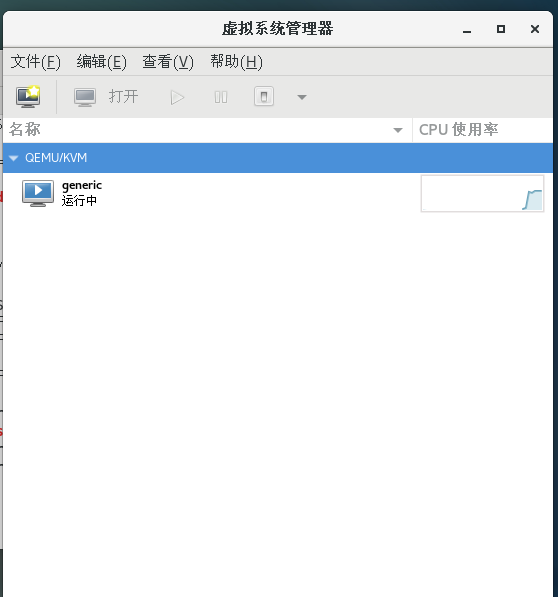 虚拟系统管理器
文件(F) 编辑(E) 查看(V) 帮助(H)
打开
名称 CPU 使用率
QEMU/KVM
generic
运行中